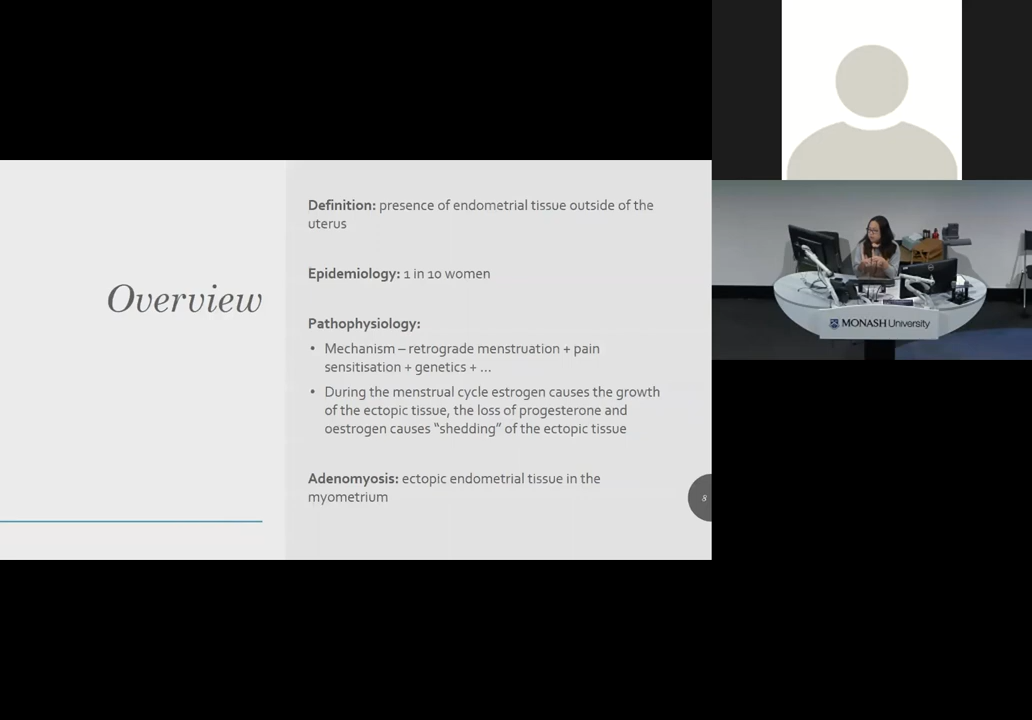 Overview
Definition: presence of endometrial tissue outside of the
uterus
Epidemiology: 1 in 10 women
Pathophysiology:
• Mechanism – retrograde menstruation + pain
sensitisation + genetics + ...
• During the menstrual cycle estrogen causes the growth
of the ectopic tissue, the loss of progesterone and
oestrogen causes “shedding” of the ectopic tissue
Adenomyosis: ectopic endometrial tissue in the
myometrium
8
MONASH University